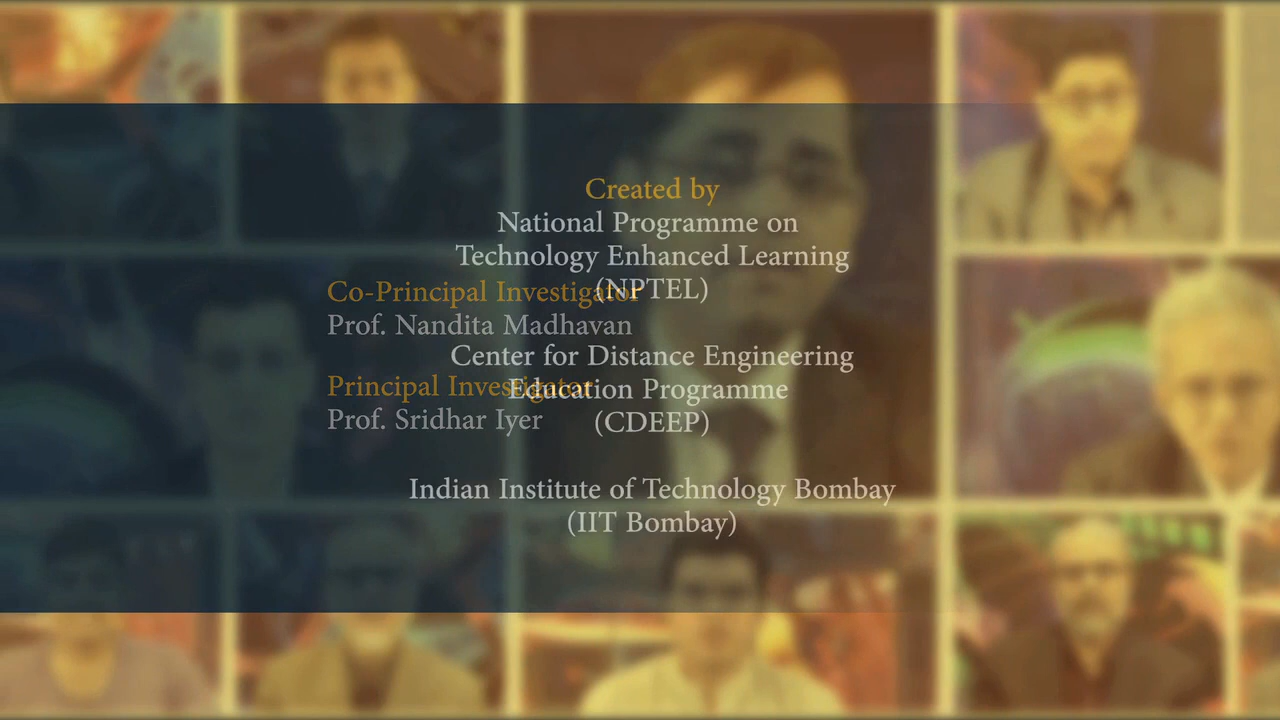 Created by
National Programme on
Technology Enhanced Learning
(NPTEL)
Co-Principal Investigator
Prof. Nandita Madhavan
Center for Distance Engineering
Principal Investigator
Education Programme
Prof. Sridhar Iyer
(CDEEP)
Indian Institute of Technology Bombay
(IIT Bombay)